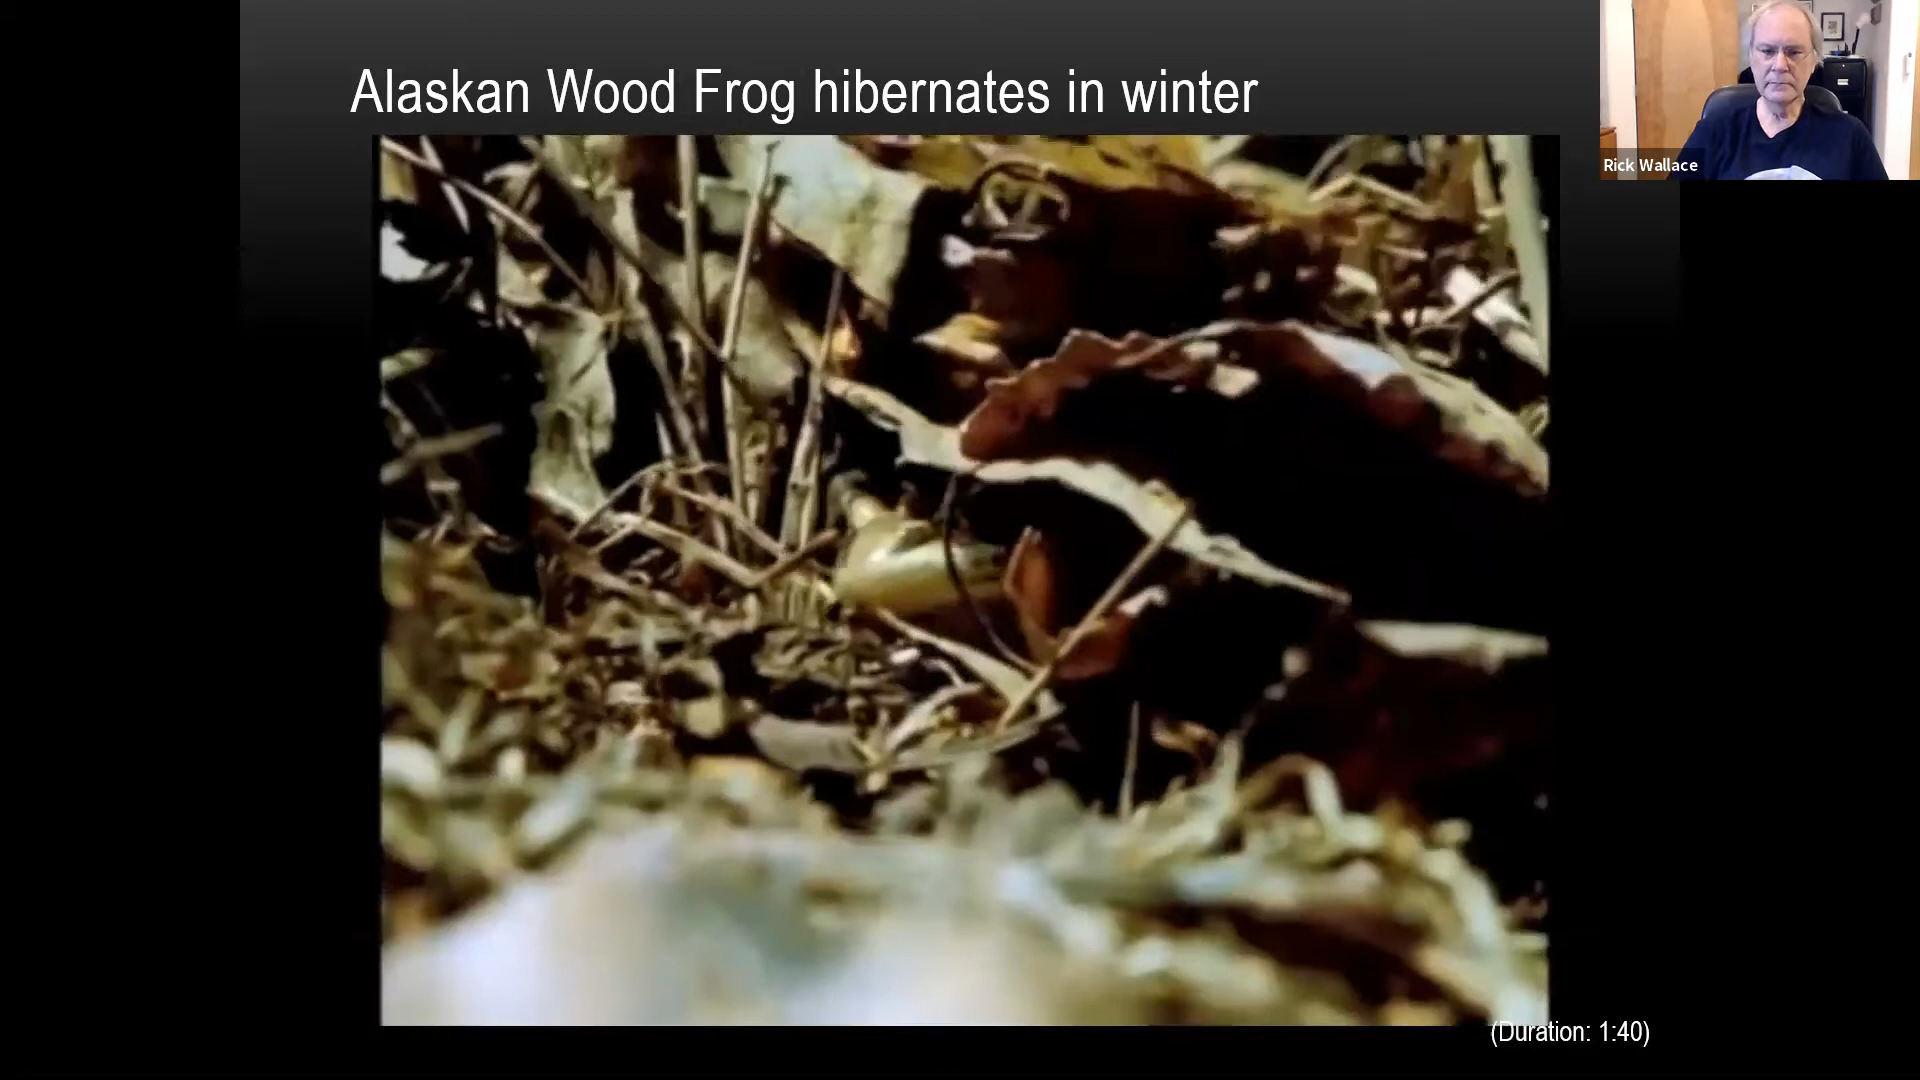 Alaskan Wood Frog hibernates in winter
Rick Wallace
(Duration: 1:40)